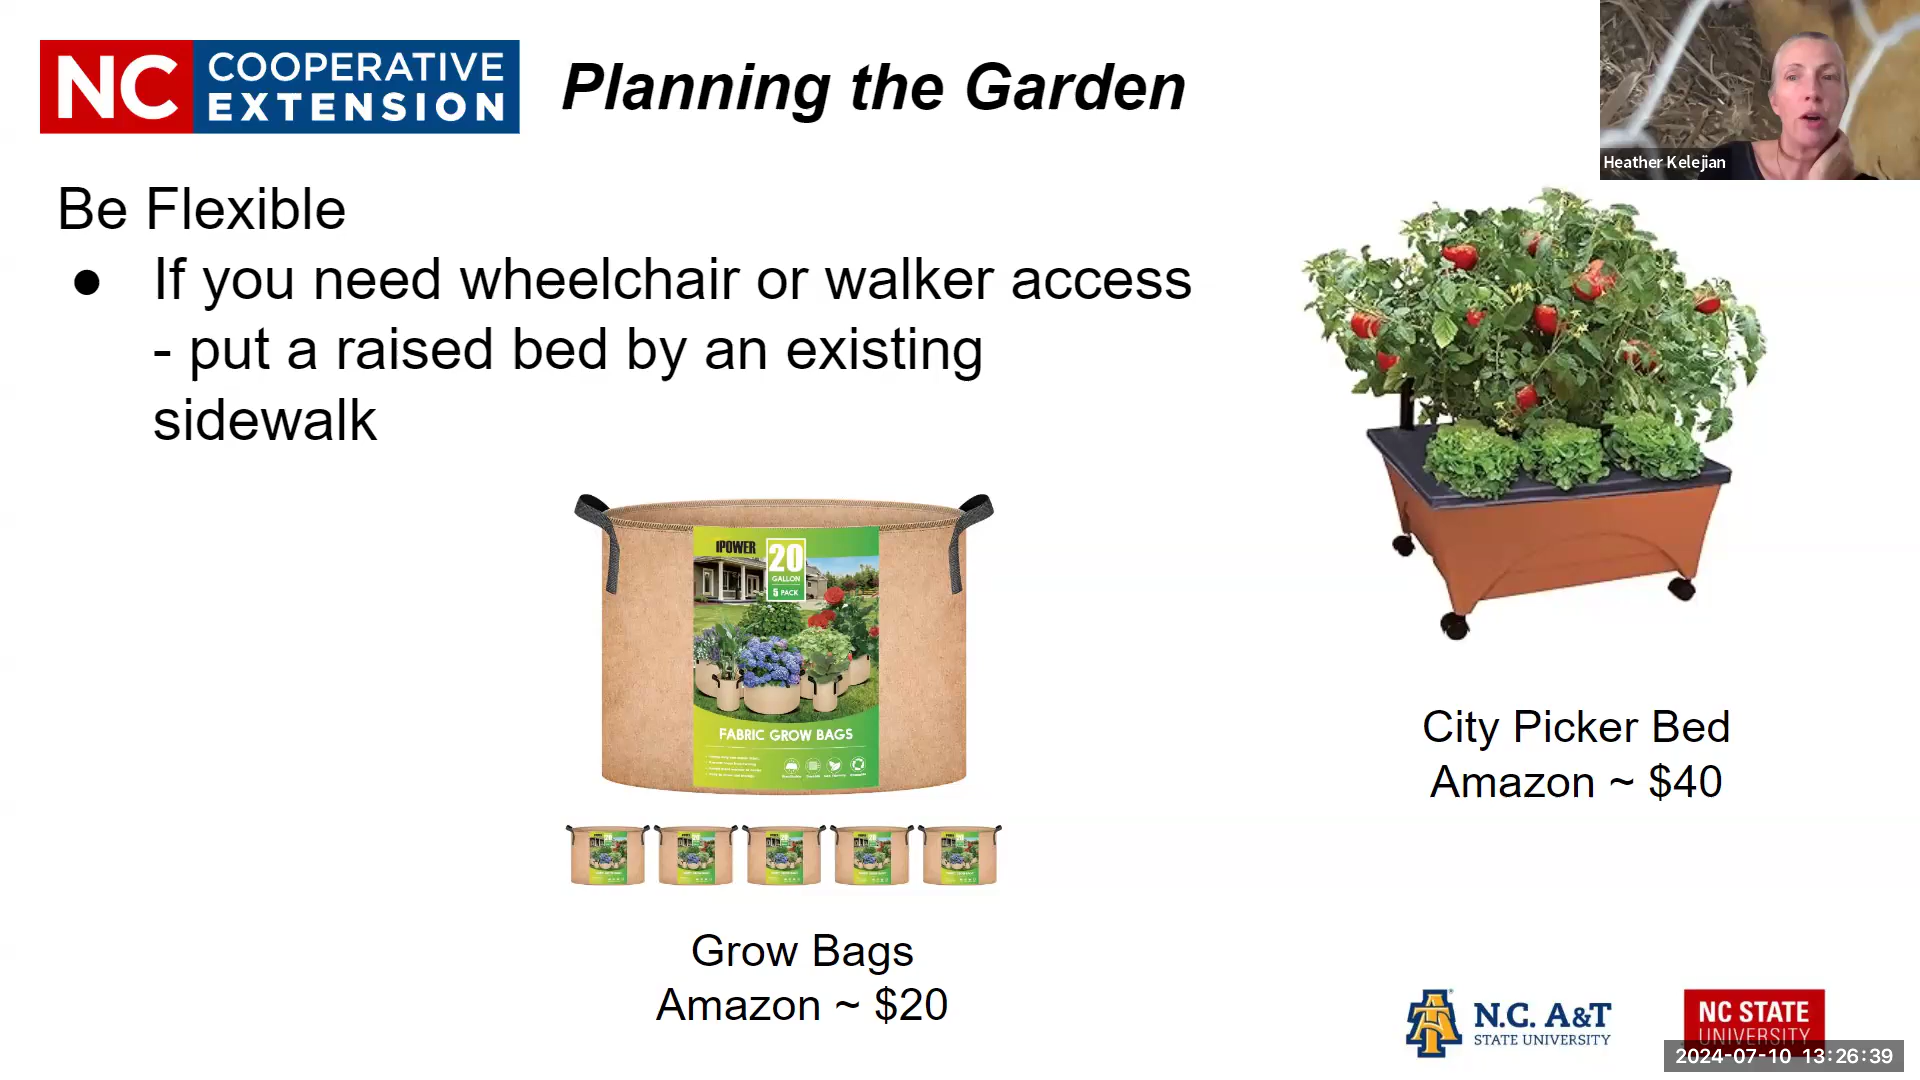 NC COOPERATIVE
EXTENSION
Planning the Garden
Heather Kelejian
Be Flexible
● If you need wheelchair or walker access
- put a raised bed by an existing
sidewalk
iPOWER
20
GALLON
5 PACK
FABRIC GROW BAGS
City Picker Bed
Amazon ~ $40
Grow Bags
Amazon ~ $20
N.C. A&T
STATE UNIVERSITY
NC STATE
UNIVERSITY
2024-07-10 13:26:39